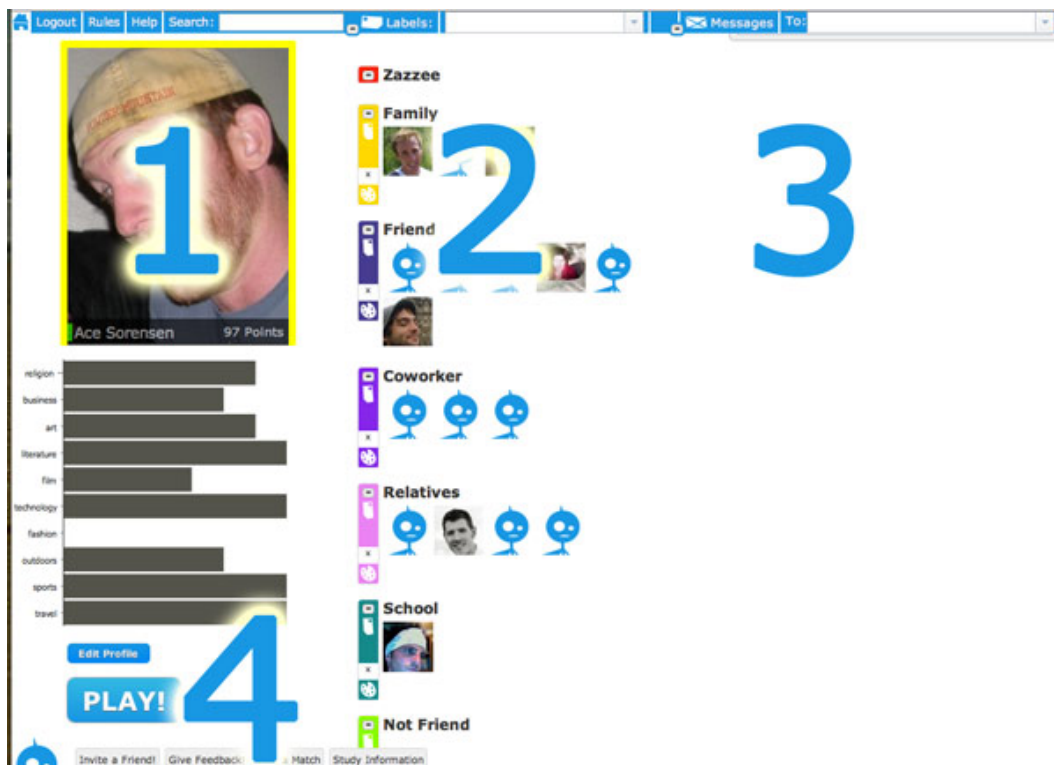 Logout Rules Help Search: Labels: Messages To:
1
Ace Sorensen 97 Points
religion
business
art
literature
film
technology
fashion
outdoors
sports
travel
Edit Profile
PLAY!
4
Invite a Friend! Give Feedback Match Study Information
Zazzee
Family
x
2
Friend
x
Coworker
x
Relatives
x
School
x
Not Friend
3